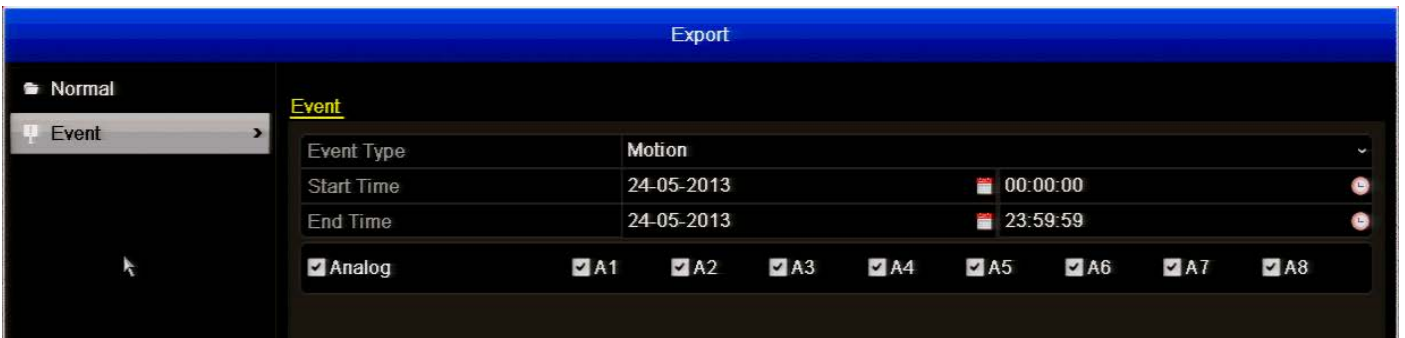 Export
Normal
Event
Event
Event Type Motion
Start Time 24-05-2013 00:00:00
End Time 24-05-2013 23:59:59
Analog A1 A2 A3 A4 A5 A6 A7 A8